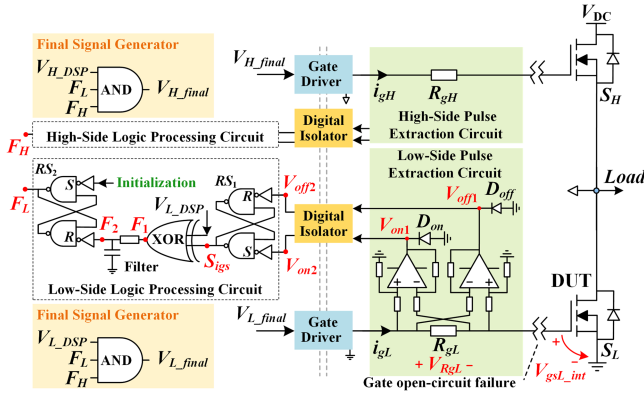 Final Signal Generator
V_H_DSP
F_L
F_H
AND
V_H_final
V_H_final
Gate
Driver
i_gH
R_gH
V_DC
S_H
High-Side Pulse
Extraction Circuit
High-Side Logic Processing Circuit
F_H
Digital
Isolator
Low-Side Pulse
Extraction Circuit
RS_2
S
Initialization
F_L
R
F_2
F_1
Filter
V_L_DSP
XOR
S_igs
RS_1
R
S
V_off2
V_on2
Digital
Isolator
V_off1
D_off
V_on1
D_on
+
-
-
+
Load
Low-Side Logic Processing Circuit
Final Signal Generator
V_L_DSP
F_L
F_H
AND
V_L_final
V_L_final
Gate
Driver
i_gL
R_gL
+ V_RgL -
Gate open-circuit failure
DUT
S_L
+
-
V_gsL_int